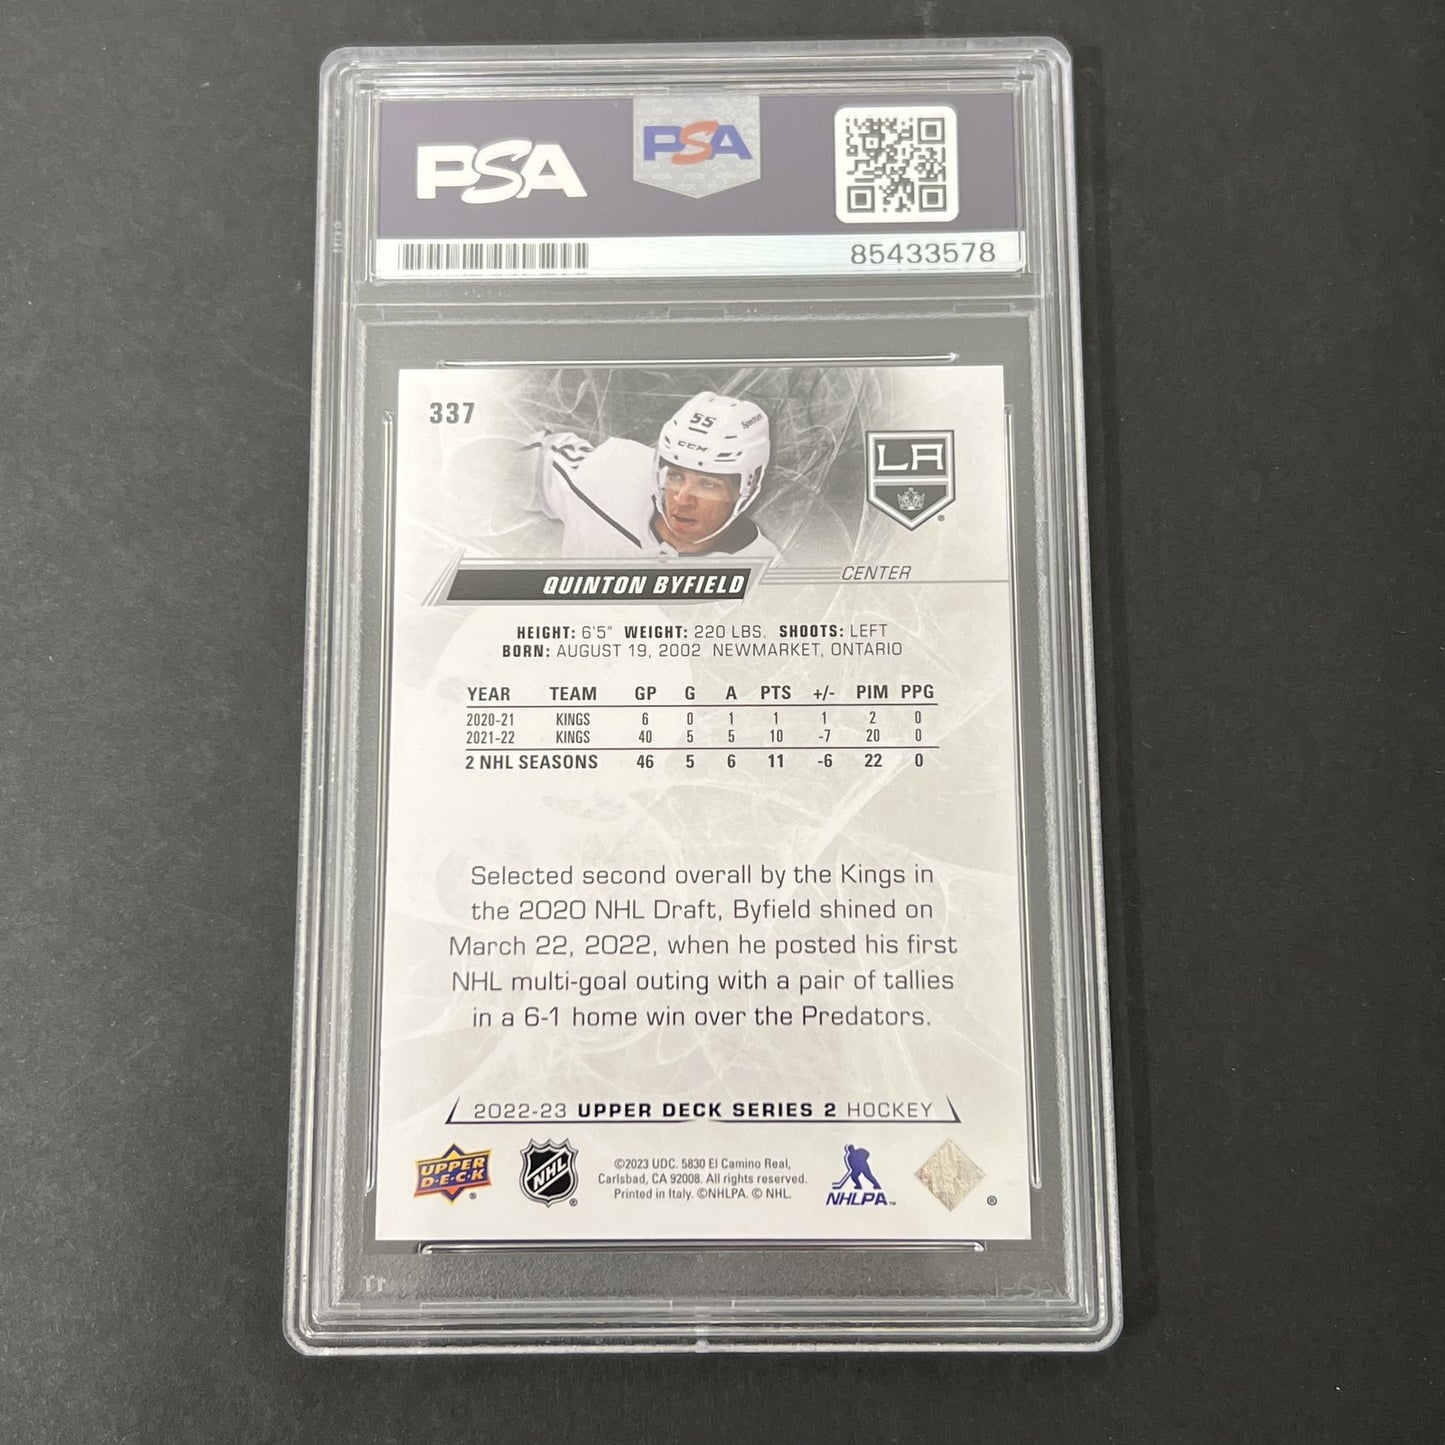 PSA
PSA
85433578
337
55
CCM
Spectrum
LA
QUINTON BYFIELD
CENTER
HEIGHT: 6'5" WEIGHT: 220 LBS. SHOOTS: LEFT
BORN: AUGUST 19, 2002 NEWMARKET, ONTARIO
YEAR TEAM GP G A PTS +/- PIM PPG
2020-21 KINGS 6 0 1 1 1 2 0
2021-22 KINGS 40 5 5 10 -7 20 0
2 NHL SEASONS 46 5 6 11 -6 22 0
Selected second overall by the Kings in
the 2020 NHL Draft, Byfield shined on
March 22, 2022, when he posted his first
NHL multi-goal outing with a pair of tallies
in a 6-1 home win over the Predators.
2022-23 UPPER DECK SERIES 2 HOCKEY
UPPER
D·E·C·K
®
NHL
®
©2023 UDC. 5830 El Camino Real,
Carlsbad, CA 92008. All rights reserved.
Printed in Italy. ©NHLPA. © NHL.
NHLPA™
®
PSA